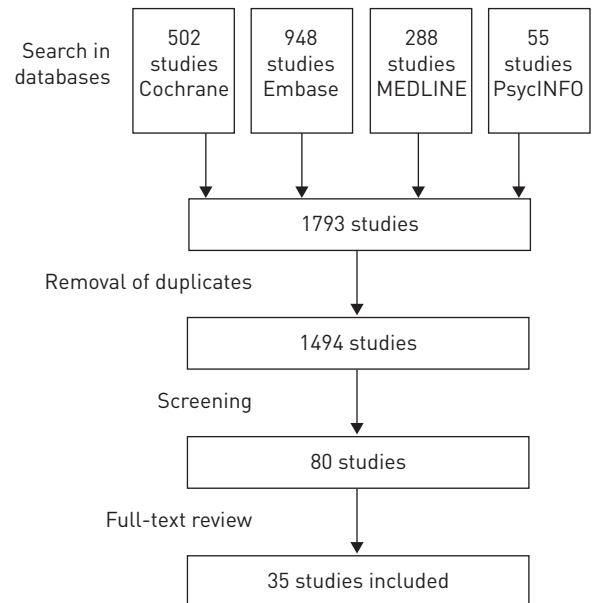 Search in
databases
502
studies
Cochrane
948
studies
Embase
288
studies
MEDLINE
55
studies
PsycINFO
1793 studies
Removal of duplicates
1494 studies
Screening
80 studies
Full-text review
35 studies included